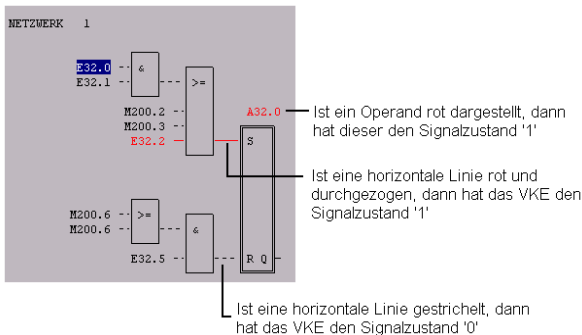 NETZWERK 1
E32.0 &
E32.1 >=
M200.2 A32.0
M200.3
E32.2 S
M200.6 >=
M200.6 &
E32.5 R Q
Ist ein Operand rot dargestellt, dann
hat dieser den Signalzustand '1'
Ist eine horizontale Linie rot und
durchgezogen, dann hat das VKE den
Signalzustand '1'
Ist eine horizontale Linie gestrichelt, dann
hat das VKE den Signalzustand '0'